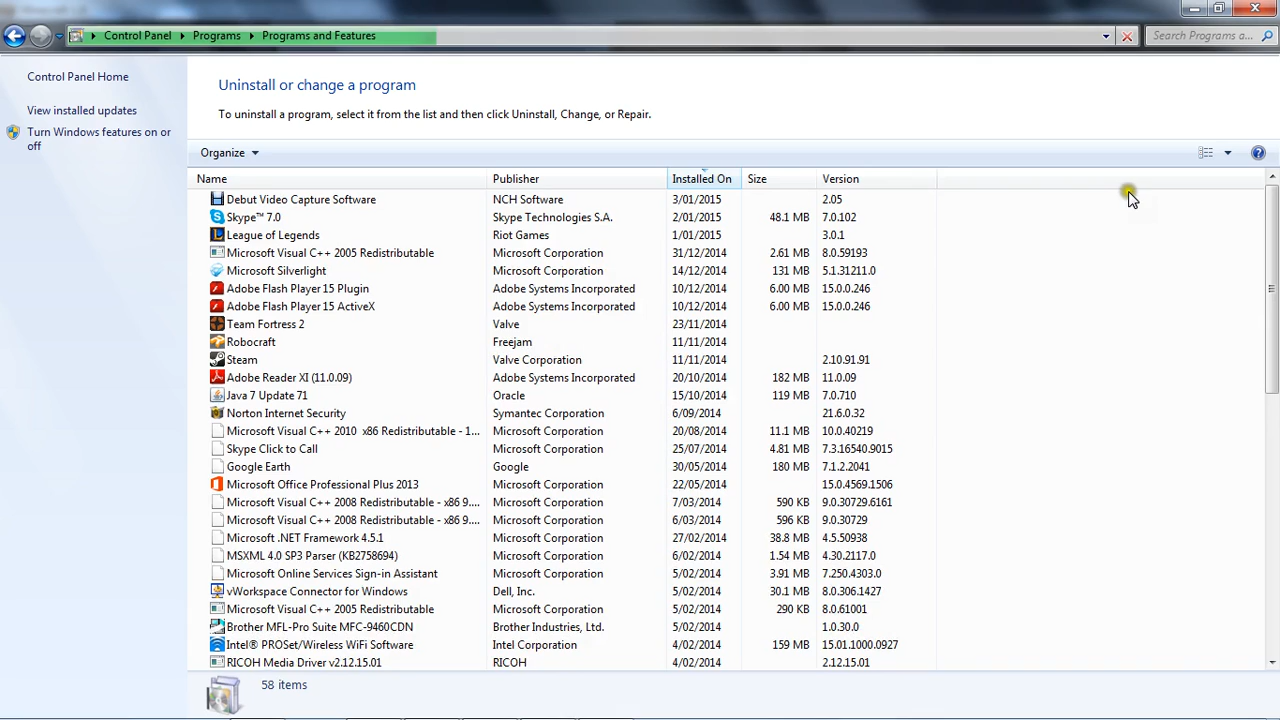 Control Panel Programs Programs and Features Search Programs a...
Control Panel Home
View installed updates
Turn Windows features on or
off
Uninstall or change a program
To uninstall a program, select it from the list and then click Uninstall, Change, or Repair.
Organize
Name Publisher Installed On Size Version
Debut Video Capture Software NCH Software 3/01/2015 2.05
Skype™ 7.0 Skype Technologies S.A. 2/01/2015 48.1 MB 7.0.102
League of Legends Riot Games 1/01/2015 3.0.1
Microsoft Visual C++ 2005 Redistributable Microsoft Corporation 31/12/2014 2.61 MB 8.0.59193
Microsoft Silverlight Microsoft Corporation 14/12/2014 131 MB 5.1.31211.0
Adobe Flash Player 15 Plugin Adobe Systems Incorporated 10/12/2014 6.00 MB 15.0.0.246
Adobe Flash Player 15 ActiveX Adobe Systems Incorporated 10/12/2014 6.00 MB 15.0.0.246
Team Fortress 2 Valve 23/11/2014
Robocraft Freejam 11/11/2014
Steam Valve Corporation 11/11/2014 2.10.91.91
Adobe Reader XI (11.0.09) Adobe Systems Incorporated 20/10/2014 182 MB 11.0.09
Java 7 Update 71 Oracle 15/10/2014 119 MB 7.0.710
Norton Internet Security Symantec Corporation 6/09/2014 21.6.0.32
Microsoft Visual C++ 2010 x86 Redistributable - 1... Microsoft Corporation 20/08/2014 11.1 MB 10.0.40219
Skype Click to Call Microsoft Corporation 25/07/2014 4.81 MB 7.3.16540.9015
Google Earth Google 30/05/2014 180 MB 7.1.2.2041
Microsoft Office Professional Plus 2013 Microsoft Corporation 22/05/2014 15.0.4569.1506
Microsoft Visual C++ 2008 Redistributable - x86 9.... Microsoft Corporation 7/03/2014 590 KB 9.0.30729.6161
Microsoft Visual C++ 2008 Redistributable - x86 9.... Microsoft Corporation 6/03/2014 596 KB 9.0.30729
Microsoft .NET Framework 4.5.1 Microsoft Corporation 27/02/2014 38.8 MB 4.5.50938
MSXML 4.0 SP3 Parser (KB2758694) Microsoft Corporation 6/02/2014 1.54 MB 4.30.2117.0
Microsoft Online Services Sign-in Assistant Microsoft Corporation 5/02/2014 3.91 MB 7.250.4303.0
vWorkspace Connector for Windows Dell, Inc. 5/02/2014 30.1 MB 8.0.306.1427
Microsoft Visual C++ 2005 Redistributable Microsoft Corporation 5/02/2014 290 KB 8.0.61001
Brother MFL-Pro Suite MFC-9460CDN Brother Industries, Ltd. 5/02/2014 1.0.30.0
Intel® PROSet/Wireless WiFi Software Intel Corporation 4/02/2014 159 MB 15.01.1000.0927
RICOH Media Driver v2.12.15.01 RICOH 4/02/2014 2.12.15.01
58 items